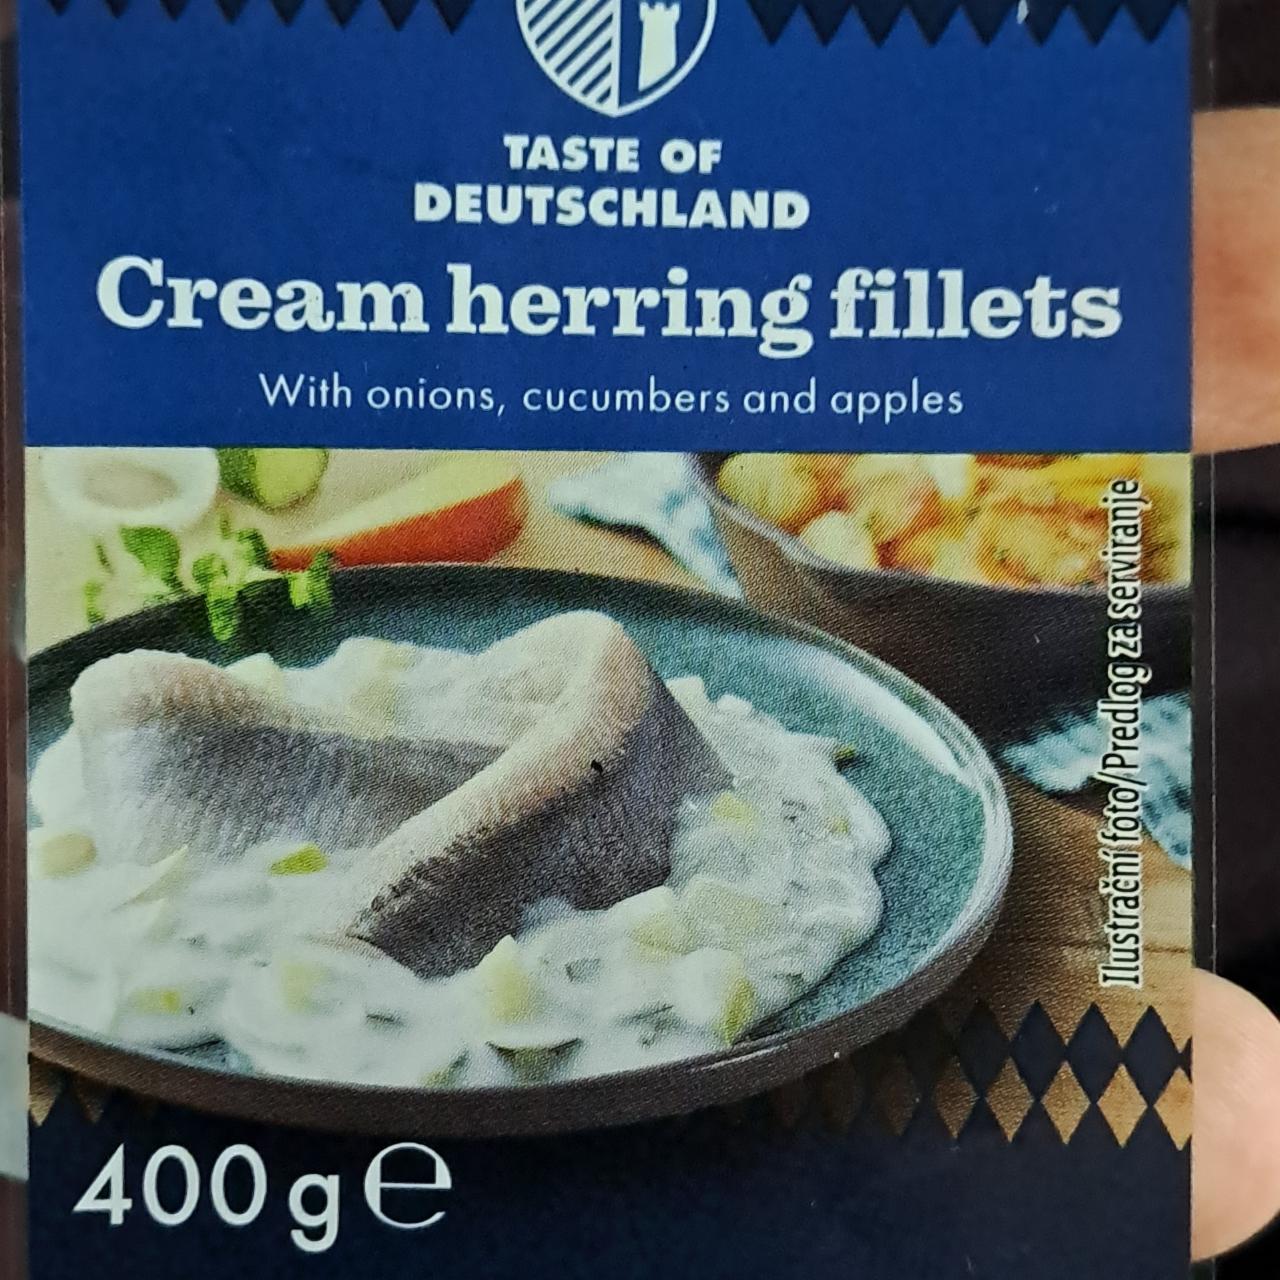 TASTE OF
DEUTSCHLAND
Cream herring fillets
With onions, cucumbers and apples
Ilustrační foto/Predlog za serviranje
400 g e